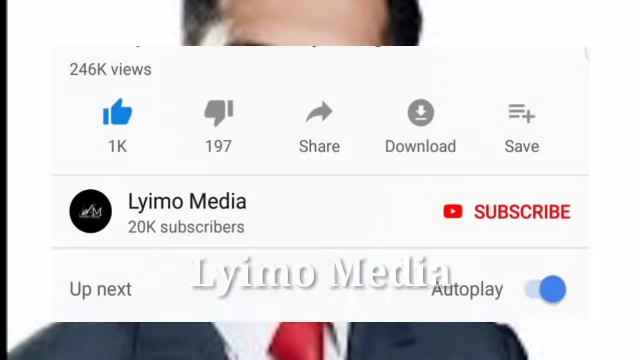 246K views
1K
197
Share
Download
Save
Lyimo Media
20K subscribers
SUBSCRIBE
Lyimo Media
Up next
Autoplay